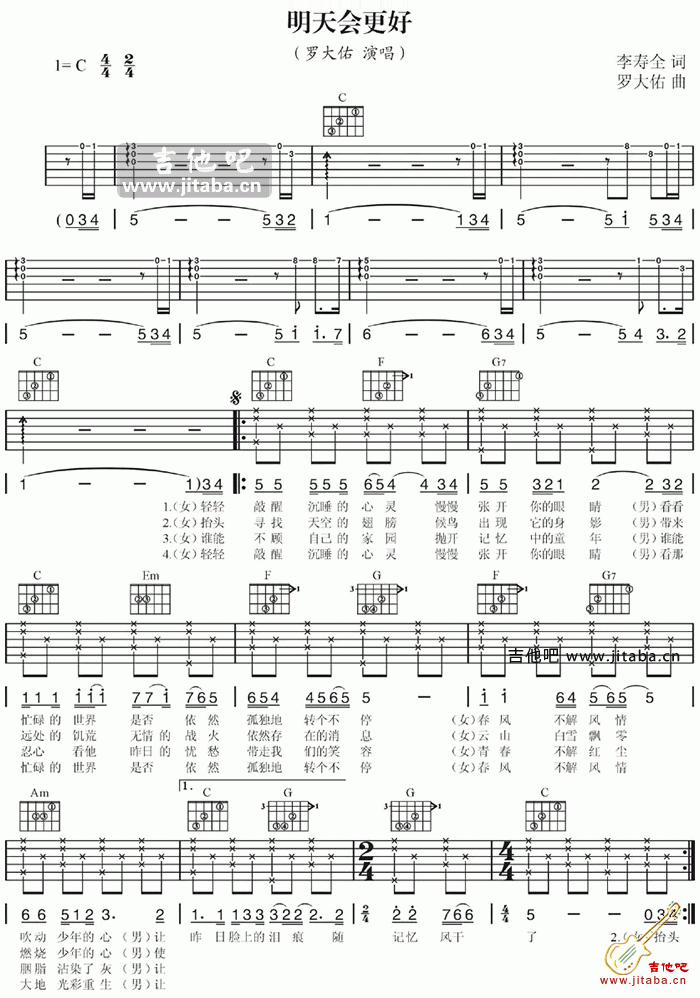 明天会更好
（罗大佑 演唱）
1= C 4/4 2/4
李寿全 词
罗大佑 曲
C
吉他吧
www.jitaba.cn
(0 3 4 5 — — 5 3 2 1 — — 1 3 4 5 — — 5 5 i 5 3 4
5 — — 5 3 4 5 — — 5 5 i i. 7 6 — — 6 3 4 5 — 5 4 3. 2
C C F G7
1 — — 1) 3 4 5 5 5 5 5 5 6 5 4 4 3 4 5 5 5 5 5 5 1 2 3 4
1.(女)轻轻 敲醒 沉睡的 心灵 慢慢 张开 你的眼 睛 (男)看看
2.(女)抬头 寻找 天空的 翅膀 候鸟 出现 它的身 影 (男)带来
3.(女)谁能 不顾 自己的 家园 抛开 记忆 中的童 年 (男)谁能
4.(女)轻轻 敲醒 沉睡的 心灵 慢慢 张开 你的眼 睛 (男)看那
C Em F G F G7
吉他吧 www.jitaba.cn
1 1 1 i i i 7 7 i 7 6 5 6 5 4 4 5 6 5 5 — i i 6 4 5 6 5
忙碌的 世界 是否 依然 孤独地 转个不 停 (女)春风 不解风情
远处的 饥荒 无情的 战火 依然存 在的消 息 (女)云山 白雪飘零
忍心 看他 昨日的 忧愁 带走我 们的笑 容 (女)青春 不解红尘
忙碌的 世界 是否 依然 孤独地 转个不 停 (女)春风 不解风情
1.
Am C G G C
6 6 5 1 2 3. 2 1. 1 2 3 3 3 3 2 2 2. 2 2/4 2. 2 7 6 6 4/4 1 — 0 3 4
吹动 少年的 心 (男)让 昨日脸上的 泪痕 随 记忆 风干 了 2.(女)抬头
燃烧 少年的 心 (男)使
胭脂 沾染了 灰 (男)让
大地 光彩重 生 (男)让
吉他吧
www.jitaba.cn